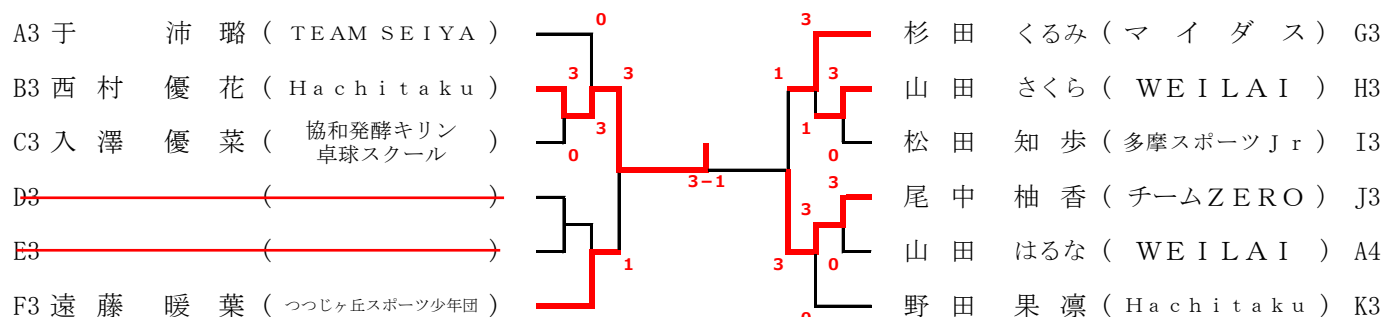 A3 于 沛 璐 ( TEAM SEIYA )
B3 西 村 優 花 ( Ｈａｃｈｉｔａｋｕ )
C3 入 澤 優 菜 ( 協和発酵キリン
卓球スクール )
D3 ( )
E3 ( )
F3 遠 藤 暖 葉 ( つつじヶ丘スポーツ少年団 )
0
3 3
3
0
1
3−1
3
1 3
1
0
3
3
3 0
0
杉 田 くるみ ( マ イ ダ ス ) G3
山 田 さくら ( ＷＥＩＬＡＩ ) H3
松 田 知 歩 ( 多摩スポーツＪｒ ) I3
尾 中 柚 香 ( チームＺＥＲＯ ) J3
山 田 はるな ( ＷＥＩＬＡＩ ) A4
野 田 果 凛 ( Ｈａｃｈｉｔａｋｕ ) K3